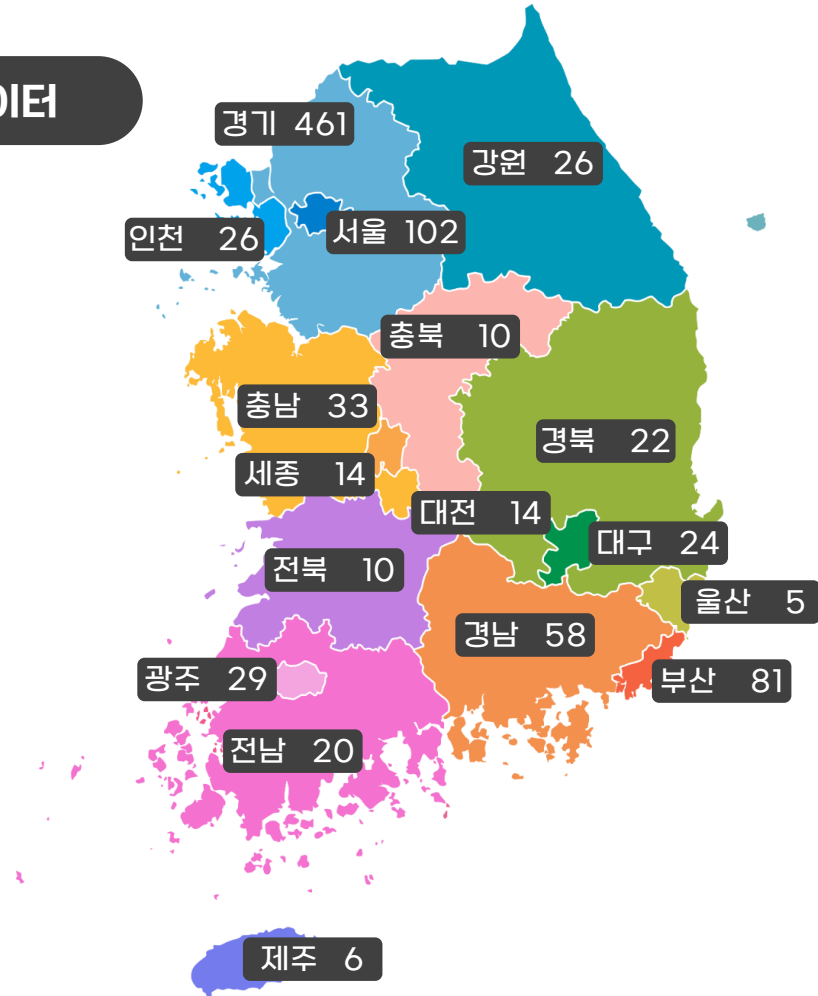 이터
경기 461
강원 26
인천 26
서울 102
충북 10
충남 33
경북 22
세종 14
대전 14
대구 24
전북 10
울산 5
경남 58
광주 29
부산 81
전남 20
제주 6